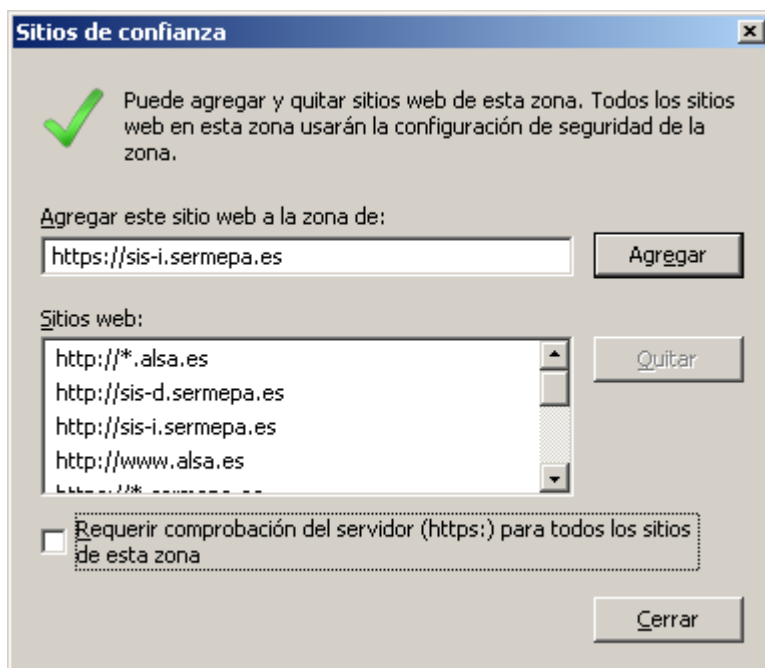 Sitios de confianza
Puede agregar y quitar sitios web de esta zona. Todos los sitios
web en esta zona usarán la configuración de seguridad de la
zona.
Agregar este sitio web a la zona de:
https://sis-i.sermepa.es
Agregar
Sitios web:
http://*.alsa.es
http://sis-d.sermepa.es
http://sis-i.sermepa.es
http://www.alsa.es
Quitar
Requerir comprobación del servidor (https:) para todos los sitios
de esta zona
Cerrar